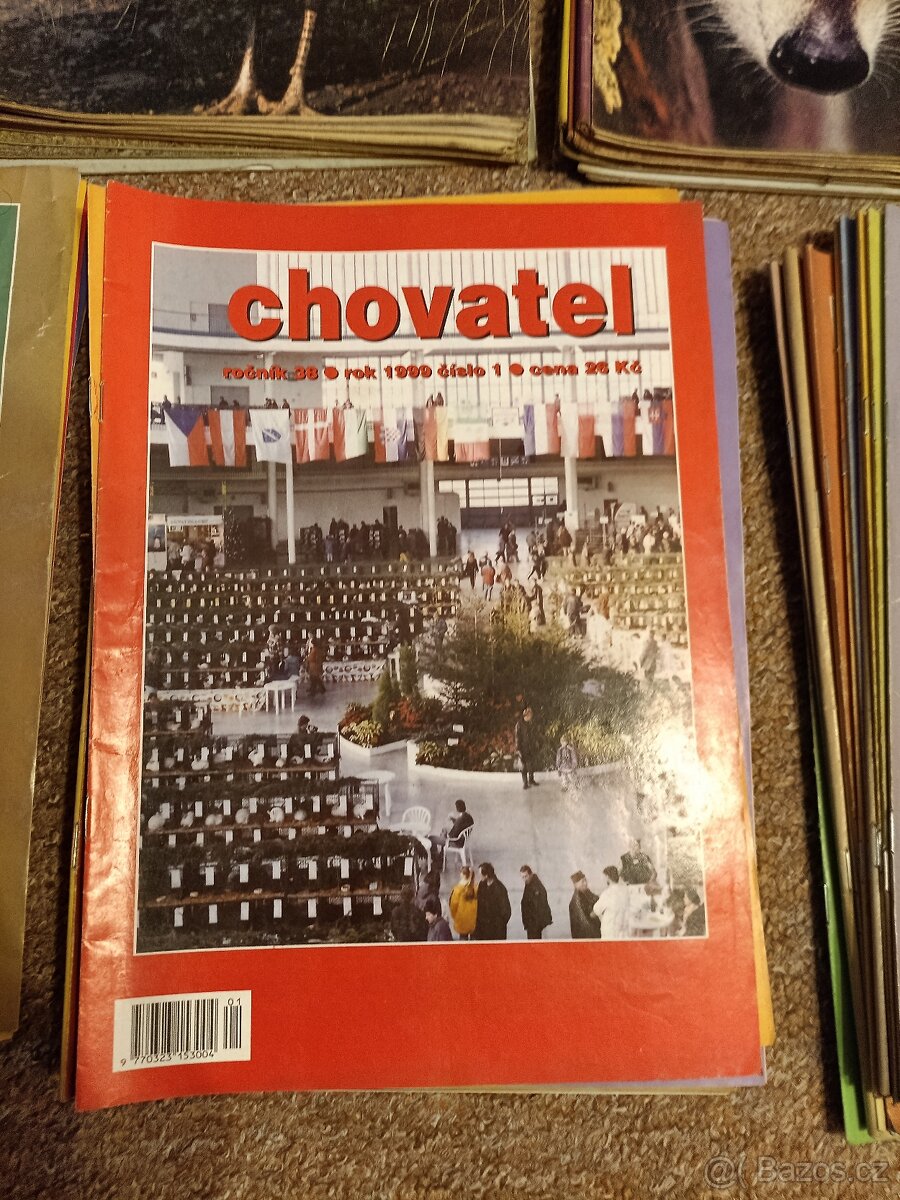 chovatel
ročník 38 ● rok 1999 číslo 1 ● cena 26 Kč
01
9 770323 153004
@ Bazos.cz